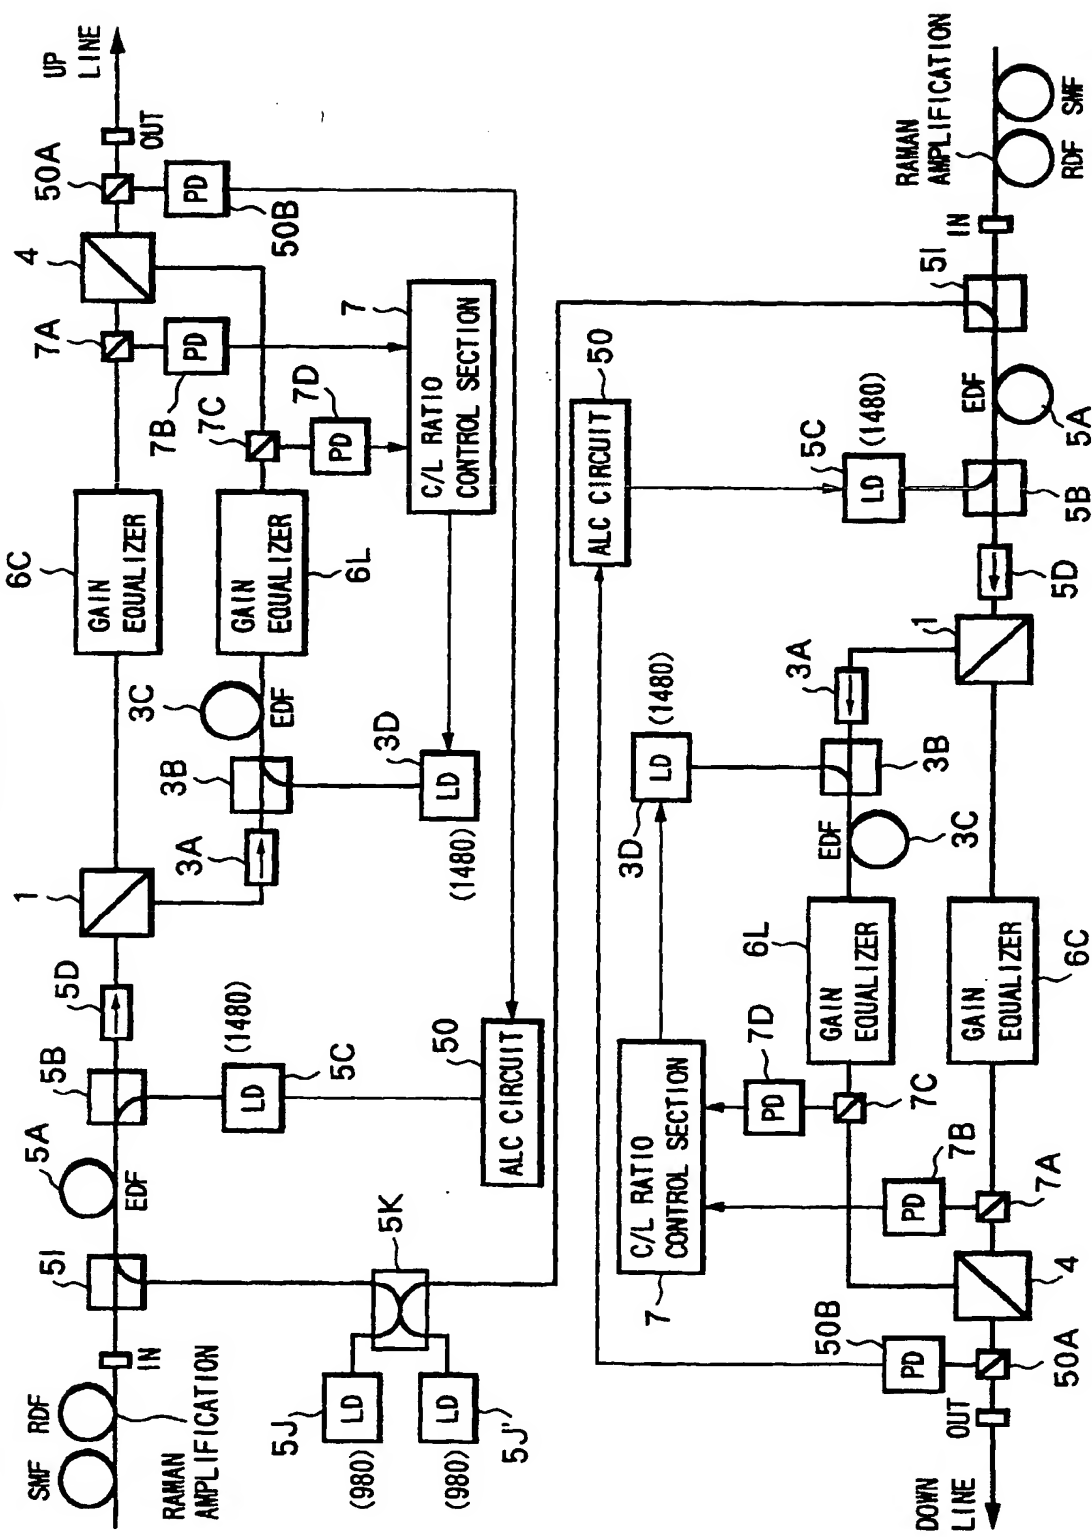 SMF
RDF
RAMAN
AMPLIFICATION
IN
5I
5A
EDF
5B
5D
LD
(1480)
5C
ALC CIRCUIT
50
5J
LD
(980)
LD
(980)
5J'
5K
1
3A
3B
3C
EDF
3D
LD
(1480)
GAIN
EQUALIZER
6C
GAIN
EQUALIZER
6L
7A
PD
7B
7C
PD
7D
C/L RATIO
CONTROL SECTION
7
4
50A
PD
50B
OUT
UP
LINE
DOWN
LINE
OUT
50A
PD
50B
4
7A
PD
7B
7C
PD
7D
C/L RATIO
CONTROL SECTION
7
GAIN
EQUALIZER
6L
GAIN
EQUALIZER
6C
EDF
3C
3B
3A
LD
(1480)
3D
1
5D
5B
LD
(1480)
5C
ALC CIRCUIT
50
EDF
5A
5I
IN
RAMAN
AMPLIFICATION
RDF
SMF